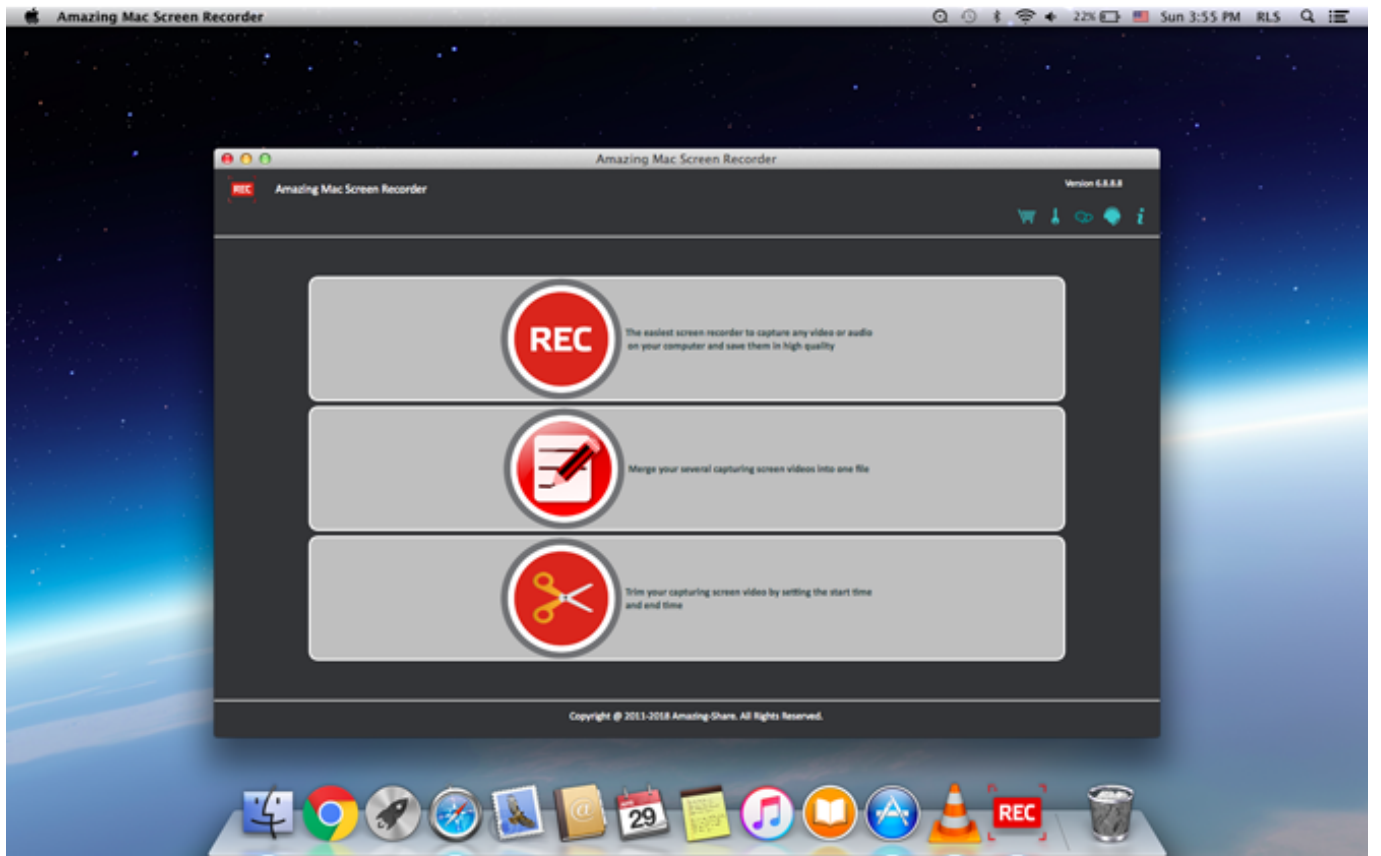 Amazing Mac Screen Recorder
22%
Sun 3:55 PM RLS
Amazing Mac Screen Recorder
REC
Amazing Mac Screen Recorder
Version 6.8.8.8
i
REC
The easiest screen recorder to capture any video or audio
on your computer and save them in high quality
Merge your several capturing screen videos into one file
Trim your capturing screen video by setting the start time
and end time
Copyright @ 2011-2018 Amazing-Share. All Rights Reserved.
@
29
REC